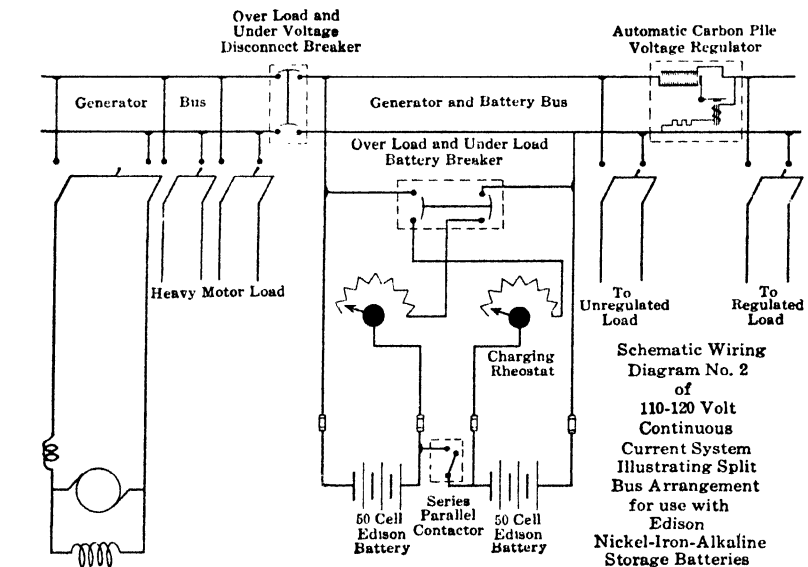 Over Load and
Under Voltage
Disconnect Breaker
Automatic Carbon Pile
Voltage Regulator
Generator
Bus
Generator and Battery Bus
Over Load and Under Load
Battery Breaker
Heavy Motor Load
To
Unregulated
Load
To
Regulated
Load
Charging
Rheostat
Schematic Wiring
Diagram No. 2
of
110-120 Volt
Continuous
Current System
Illustrating Split
Bus Arrangement
for use with
Edison
Nickel-Iron-Alkaline
Storage Batteries
50 Cell
Edison
Battery
Series
Parallel
Contactor
50 Cell
Edison
Battery